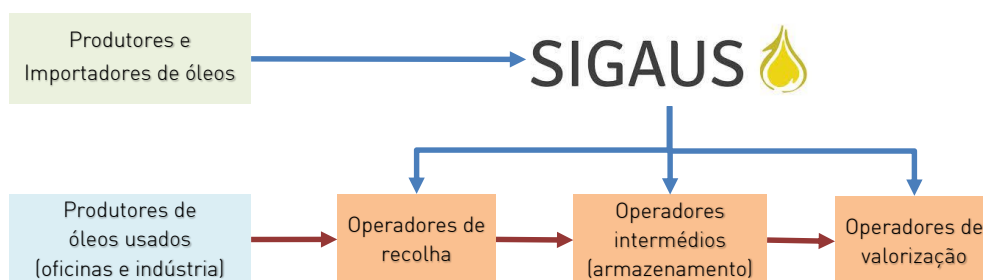 Produtores e
Importadores de óleos
SIGAUS
Produtores de
óleos usados
(oficinas e indústria)
Operadores de
recolha
Operadores
intermédios
(armazenamento)
Operadores de
valorização